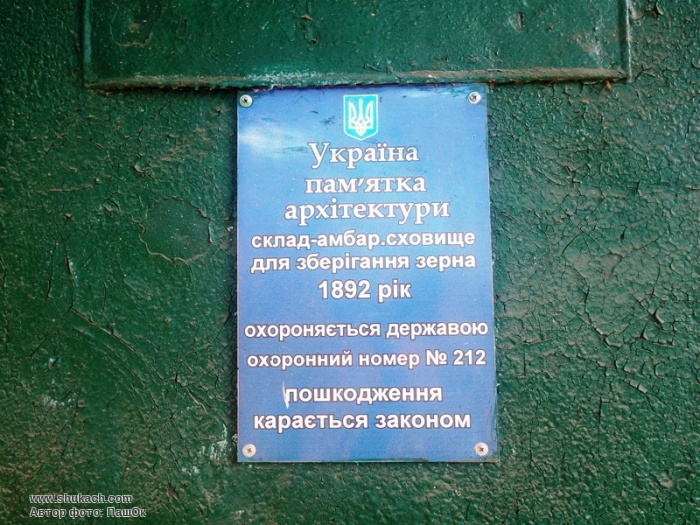 Україна
пам'ятка
архітектури
склад-амбар.сховище
для зберігання зерна
1892 рік
охороняється державою
охоронний номер № 212
пошкодження
карається законом
www.shukach.com
Автор фото: ПашОк